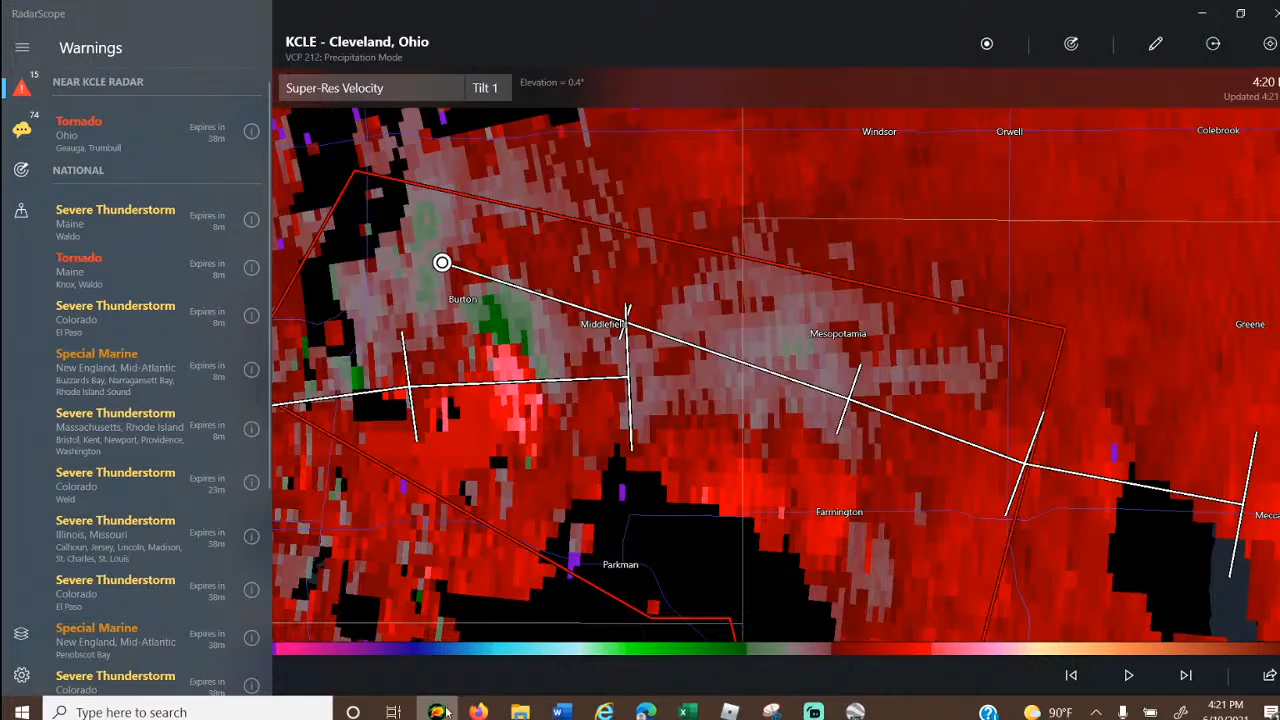 RadarScope
Warnings
15
74
NEAR KCLE RADAR
Tornado
Ohio
Geauga, Trumbull
Expires in
38m
NATIONAL
Severe Thunderstorm
Maine
Waldo
Expires in
8m
Tornado
Maine
Knox, Waldo
Expires in
8m
Severe Thunderstorm
Colorado
El Paso
Expires in
8m
Special Marine
New England, Mid-Atlantic
Buzzards Bay, Narragansett Bay,
Rhode Island Sound
Expires in
8m
Severe Thunderstorm
Massachusetts, Rhode Island
Bristol, Kent, Newport, Providence,
Washington
Expires in
8m
Severe Thunderstorm
Colorado
Weld
Expires in
23m
Severe Thunderstorm
Illinois, Missouri
Calhoun, Jersey, Lincoln, Madison,
St. Charles, St. Louis
Expires in
38m
Severe Thunderstorm
Colorado
El Paso
Expires in
38m
Special Marine
New England, Mid-Atlantic
Penobscot Bay
Expires in
38m
Severe Thunderstorm
Colorado
Expires in
38m
KCLE - Cleveland, Ohio
VCP 212: Precipitation Mode
Super-Res Velocity
Tilt 1
Elevation = 0.4°
4:20
Updated 4:21
Windsor
Orwell
Colebrook
Burton
Middlefield
Mesopotamia
Greene
Farmington
Mecca
Parkman
Type here to search
90°F
4:21 PM